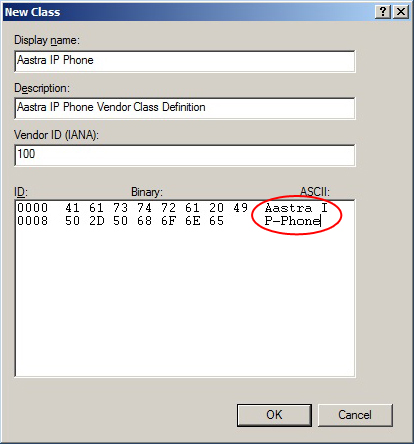 New Class
Display name:
Aastra IP Phone
Description:
Aastra IP Phone Vendor Class Definition
Vendor ID (IANA):
100
ID: Binary: ASCII:
0000 41 61 73 74 72 61 20 49 Aastra I
0008 50 2D 50 68 6F 6E 65 P-Phone
OK Cancel